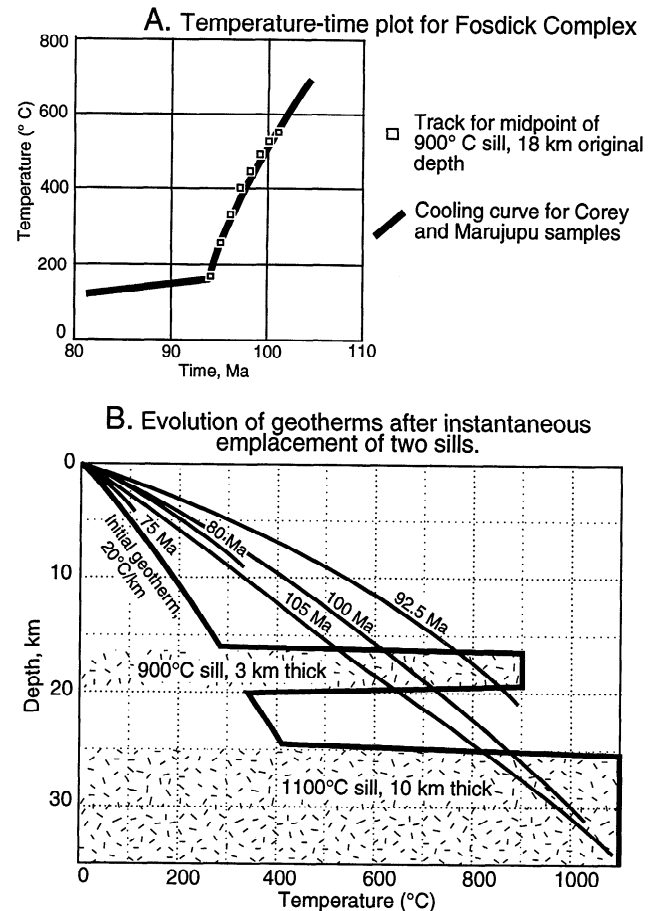 A. Temperature-time plot for Fosdick Complex
800
600
400
200
0
Temperature (° C)
80
90
100
110
Time, Ma
Track for midpoint of
900° C sill, 18 km original
depth
Cooling curve for Corey
and Marujupu samples
B. Evolution of geotherms after instantaneous
emplacement of two sills.
0
10
20
30
Depth, km
Initial geotherm,
20°C/km
75 Ma
80 Ma
105 Ma
100 Ma
92.5 Ma
900°C sill, 3 km thick
1100°C sill, 10 km thick
0
200
400
600
800
1000
Temperature (°C)